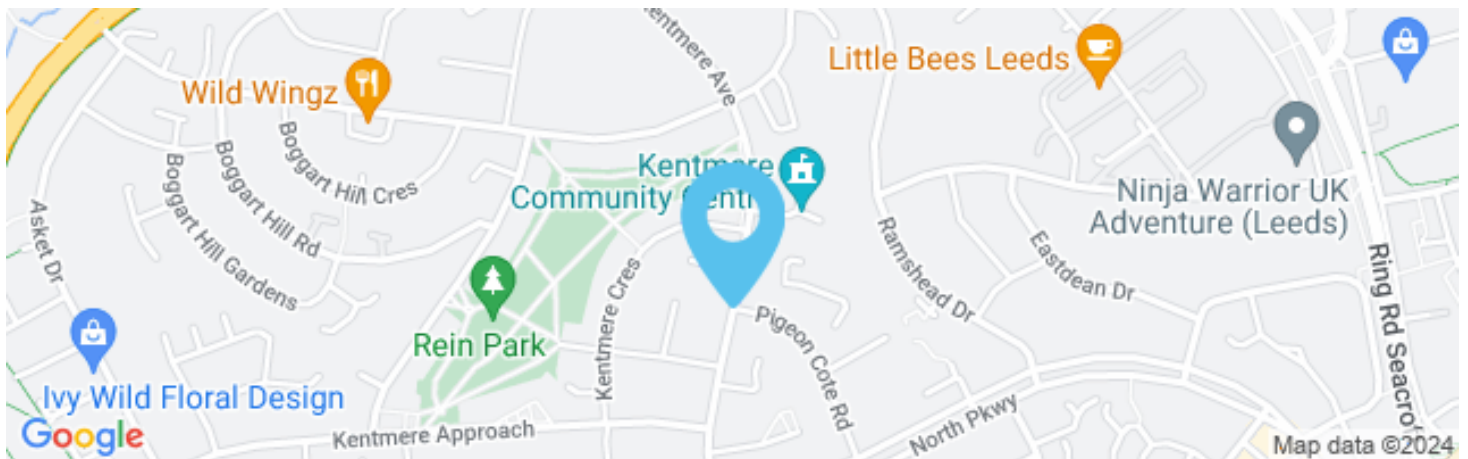 Kentmere Ave
Little Bees Leeds
Wild Wingz
Boggart Hill Cres
Boggart Hill Rd
Boggart Hill Gardens
Asket Dr
Kentmere
Community
Ninja Warrior UK
Adventure (Leeds)
Ramshead Dr
Eastdean Dr
Ring Rd
Rein Park
Kentmere Cres
Pigeon Cote Rd
Ivy Wild Floral Design
Kentmere Approach
North Pkwy
Google
Map data ©2024